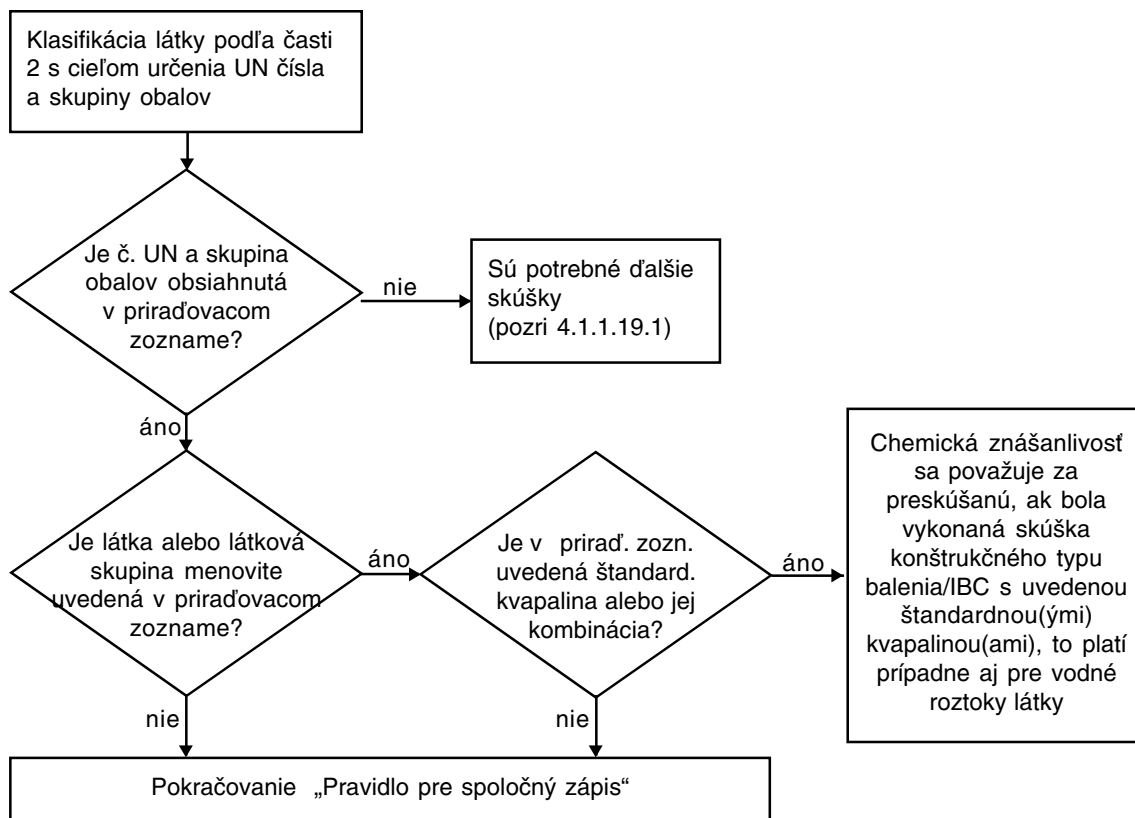 Klasifikácia látky podľa časti
2 s cieľom určenia UN čísla
a skupiny obalov
Je č. UN a skupina
obalov obsiahnutá
v priraďovacom
zozname?
nie
Sú potrebné ďalšie
skúšky
(pozri 4.1.1.19.1)
áno
Je látka alebo látková
skupina menovite
uvedená v priraďovacom
zozname?
áno
Je v priraď. zozn.
uvedená štandard.
kvapalina alebo jej
kombinácia?
áno
Chemická znášanlivosť
sa považuje za
preskúšanú, ak bola
vykonaná skúška
konštrukčného typu
balenia/IBC s uvedenou
štandardnou(ými)
kvapalinou(ami), to platí
prípadne aj pre vodné
roztoky látky
nie
nie
Pokračovanie „Pravidlo pre spoločný zápis“